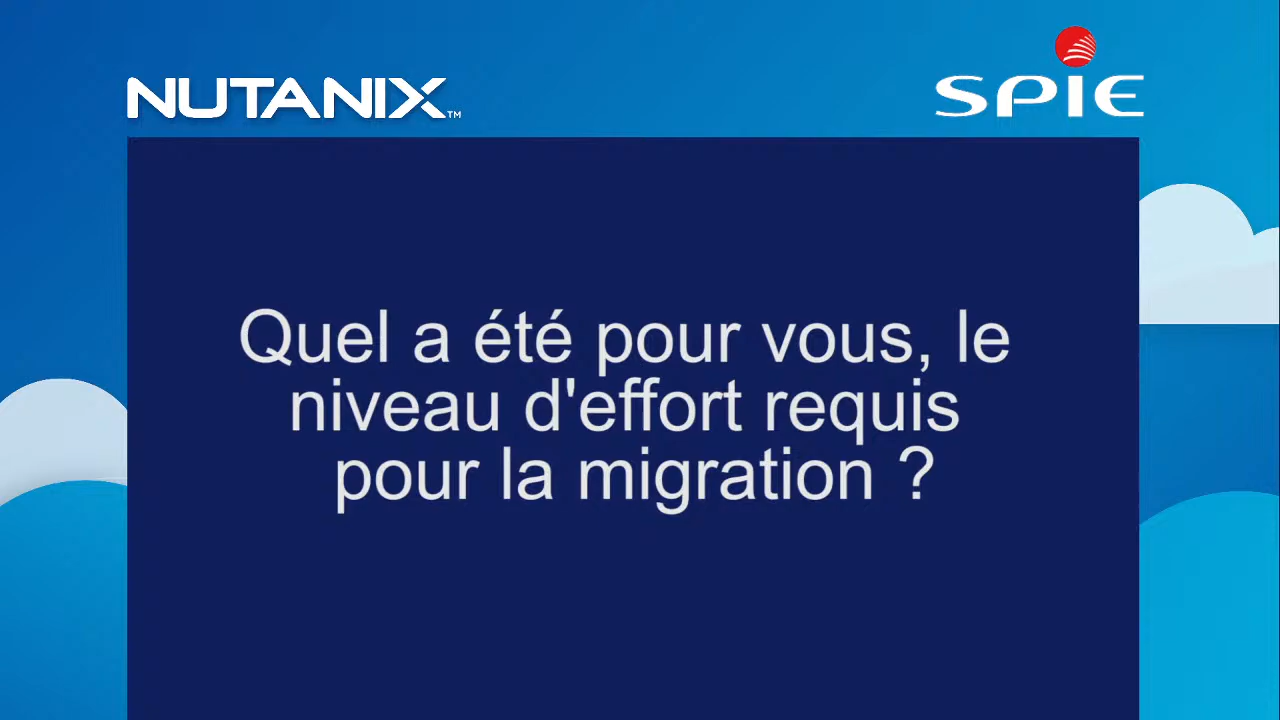 NUTANIX™
SPIE
Quel a été pour vous, le
niveau d'effort requis
pour la migration ?